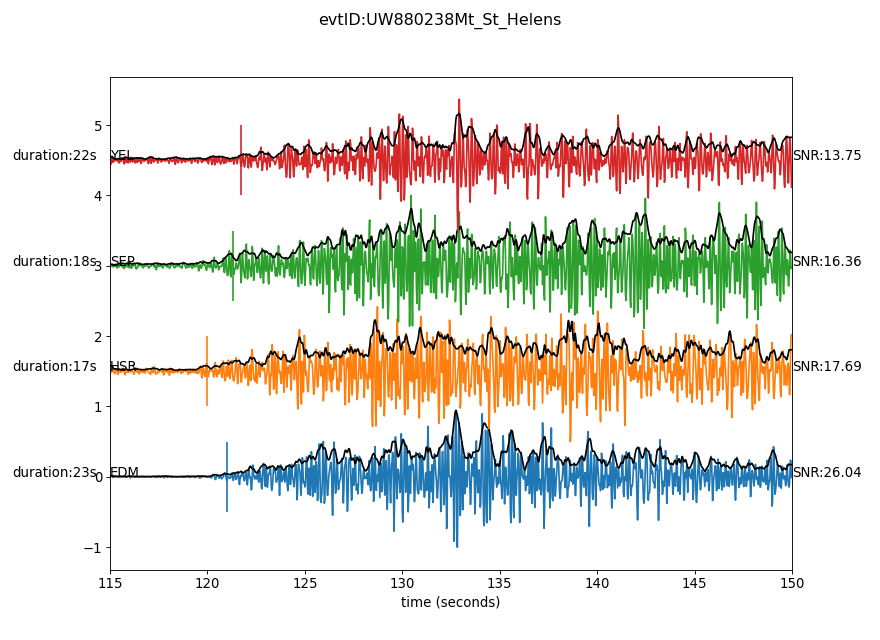 evtID:UW880238Mt_St_Helens
5
duration:22s YEL SNR:13.75
4
duration:18s SEP SNR:16.36
3
2
duration:17s HSR SNR:17.69
1
duration:23s EDM SNR:26.04
0
−1
115 120 125 130 135 140 145 150
time (seconds)